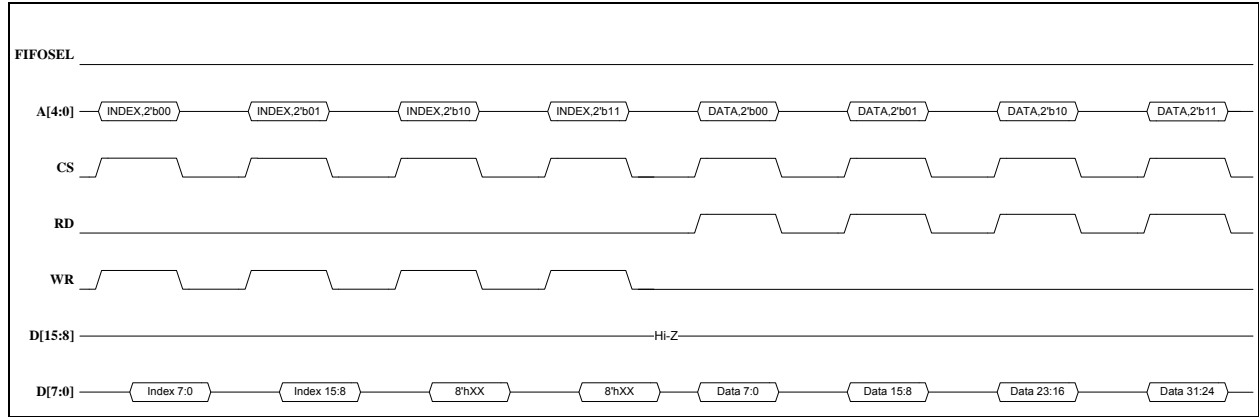 FIFOSEL
A[4:0] INDEX,2'b00 INDEX,2'b01 INDEX,2'b10 INDEX,2'b11 DATA,2'b00 DATA,2'b01 DATA,2'b10 DATA,2'b11
CS
RD
WR
D[15:8] Hi-Z
D[7:0] Index 7:0 Index 15:8 8'hXX 8'hXX Data 7:0 Data 15:8 Data 23:16 Data 31:24